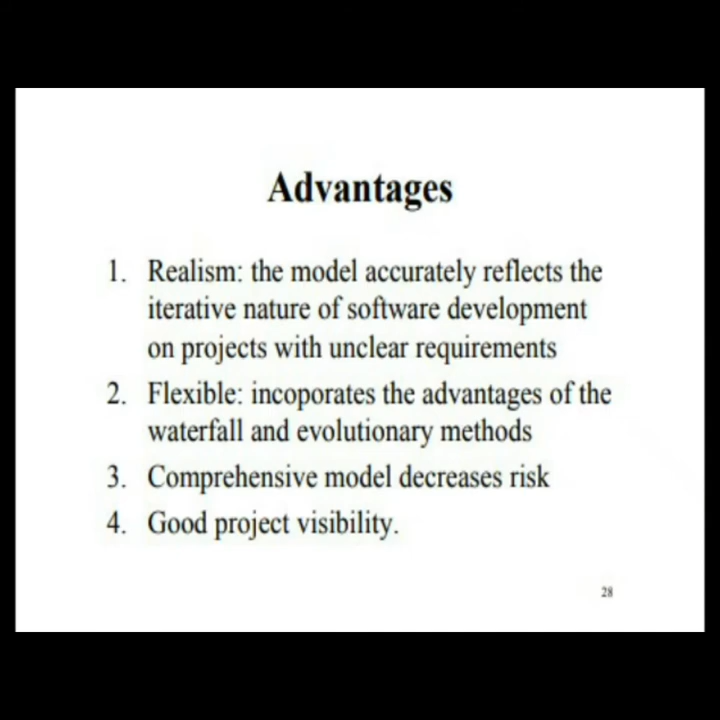 Advantages
1. Realism: the model accurately reflects the
iterative nature of software development
on projects with unclear requirements
2. Flexible: incoporates the advantages of the
waterfall and evolutionary methods
3. Comprehensive model decreases risk
4. Good project visibility.
28